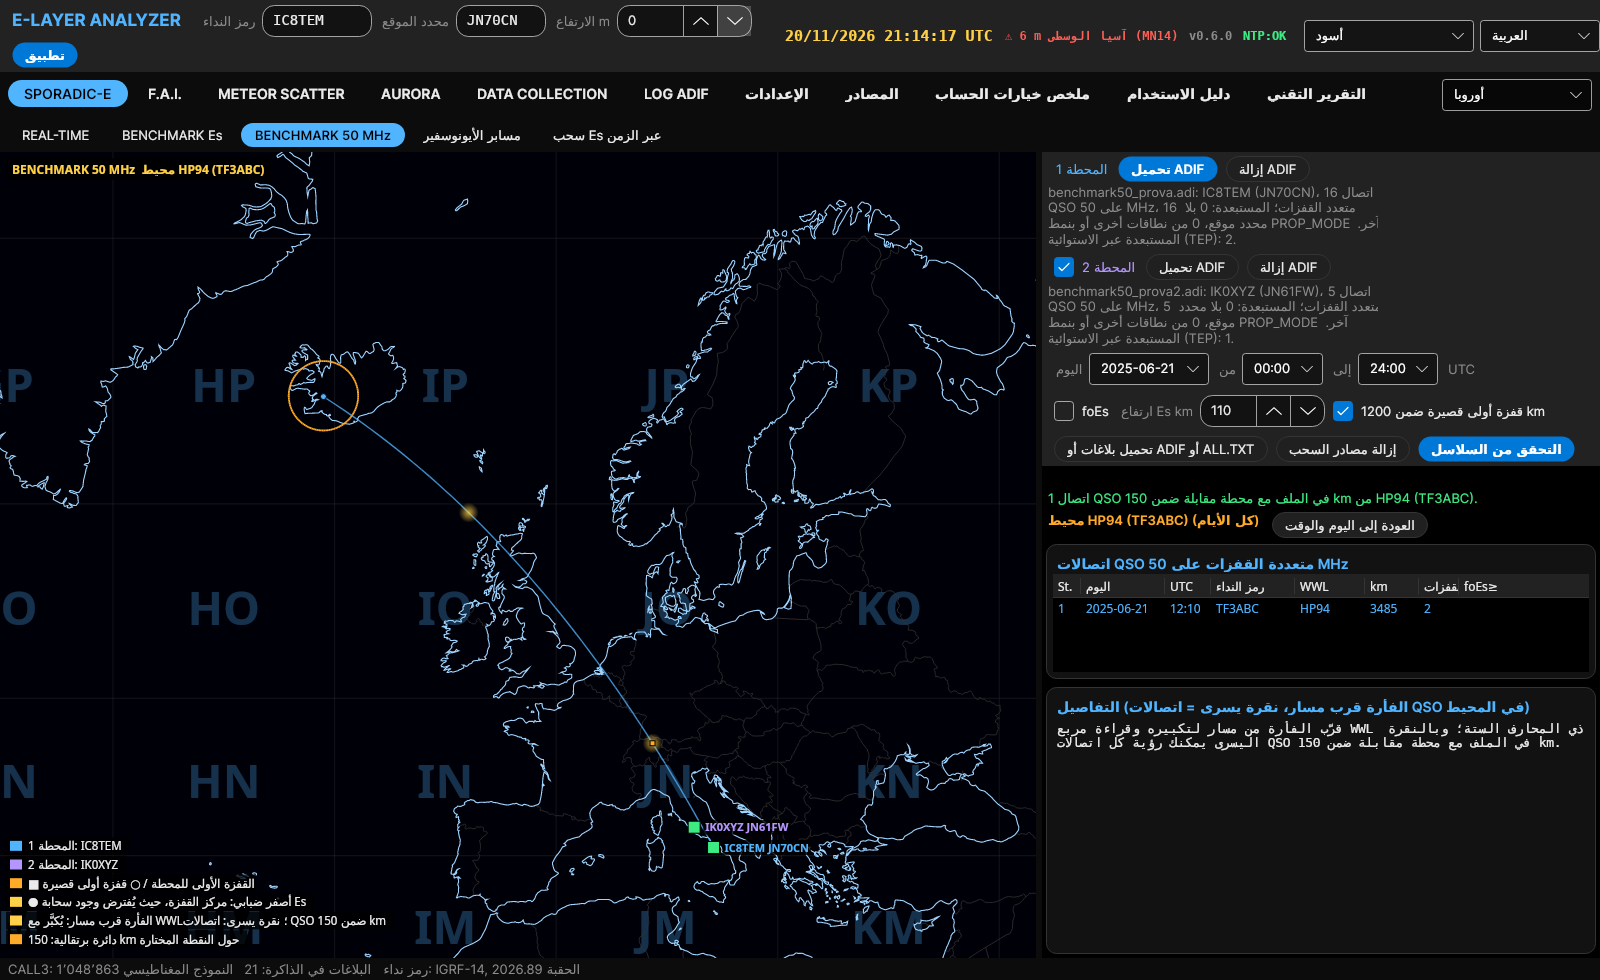 E-LAYER ANALYZER
رمز النداء
IC8TEM
محدد الموقع
JN70CN
الارتفاع m
0
تطبيق
20/11/2026 21:14:17 UTC
⚠ 6 m آسيا الوسطى (MN14)
v0.6.0
NTP:OK
أسود
العربية
SPORADIC-E
F.A.I.
METEOR SCATTER
AURORA
DATA COLLECTION
LOG ADIF
الإعدادات
المصادر
ملخص خيارات الحساب
دليل الاستخدام
التقرير التقني
أوروبا
REAL-TIME
BENCHMARK Es
BENCHMARK 50 MHz
مسابر الأيونوسفير
سحب Es عبر الزمن
BENCHMARK 50 MHz محيط HP94 (TF3ABC)
HP
IP
JP
KP
HO
IO
JO
KO
HN
IN
JN
KN
IM
JM
KM
IK0XYZ JN61FW
IC8TEM JN70CN
المحطة 1: IC8TEM
المحطة 2: IK0XYZ
■ القفزة الأولى للمحطة / ○ قفزة أولى قصيرة
● أصفر ضبابي: مركز القفزة، حيث يُفترض وجود سحابة Es
الفأرة قرب مسار: يُكبَّر مع WWL؛ نقرة يسرى: اتصالات QSO ضمن 150 km
دائرة برتقالية: 150 km حول النقطة المختارة
المحطة 1
تحميل ADIF
إزالة ADIF
benchmark50_prova.adi: IC8TEM (JN70CN)، 16 اتصال
QSO على 50 MHz، 16 متعدد القفزات؛ المستبعدة: 0 بلا
محدد موقع، 0 من نطاقات أخرى أو بنمط PROP_MODE آخر.
المستبعدة عبر الاستوائية (TEP): 2.
المحطة 2
تحميل ADIF
إزالة ADIF
benchmark50_prova2.adi: IK0XYZ (JN61FW)، 5 اتصال
QSO على 50 MHz، 5 متعدد القفزات؛ المستبعدة: 0 بلا محدد
موقع، 0 من نطاقات أخرى أو بنمط PROP_MODE آخر.
المستبعدة عبر الاستوائية (TEP): 1.
اليوم
2025-06-21
من
00:00
إلى
24:00
UTC
foEs
ارتفاع Es km
110
قفزة أولى قصيرة ضمن 1200 km
تحميل بلاغات أو ADIF أو ALL.TXT
إزالة مصادر السحب
التحقق من السلاسل
1 اتصال QSO في الملف مع محطة مقابلة ضمن 150 km من HP94 (TF3ABC).
محيط HP94 (TF3ABC) (كل الأيام)
العودة إلى اليوم والوقت
اتصالات QSO متعددة القفزات على 50 MHz
St.
اليوم
UTC
رمز النداء
WWL
km
قفزات
foEs≥
1
2025-06-21
12:10
TF3ABC
HP94
3485
2
التفاصيل (الفأرة قرب مسار، نقرة يسرى = اتصالات QSO في المحيط)
قرّب الفأرة من مسار لتكبيره وقراءة مربع WWL ذي المحارف الستة؛ وبالنقرة
اليسرى يمكنك رؤية كل اتصالات QSO في الملف مع محطة مقابلة ضمن 150 km.
CALL3: 1٬048٬863 رمز نداء
البلاغات في الذاكرة: 21
النموذج المغناطيسي: IGRF-14, الحقبة 2026.89